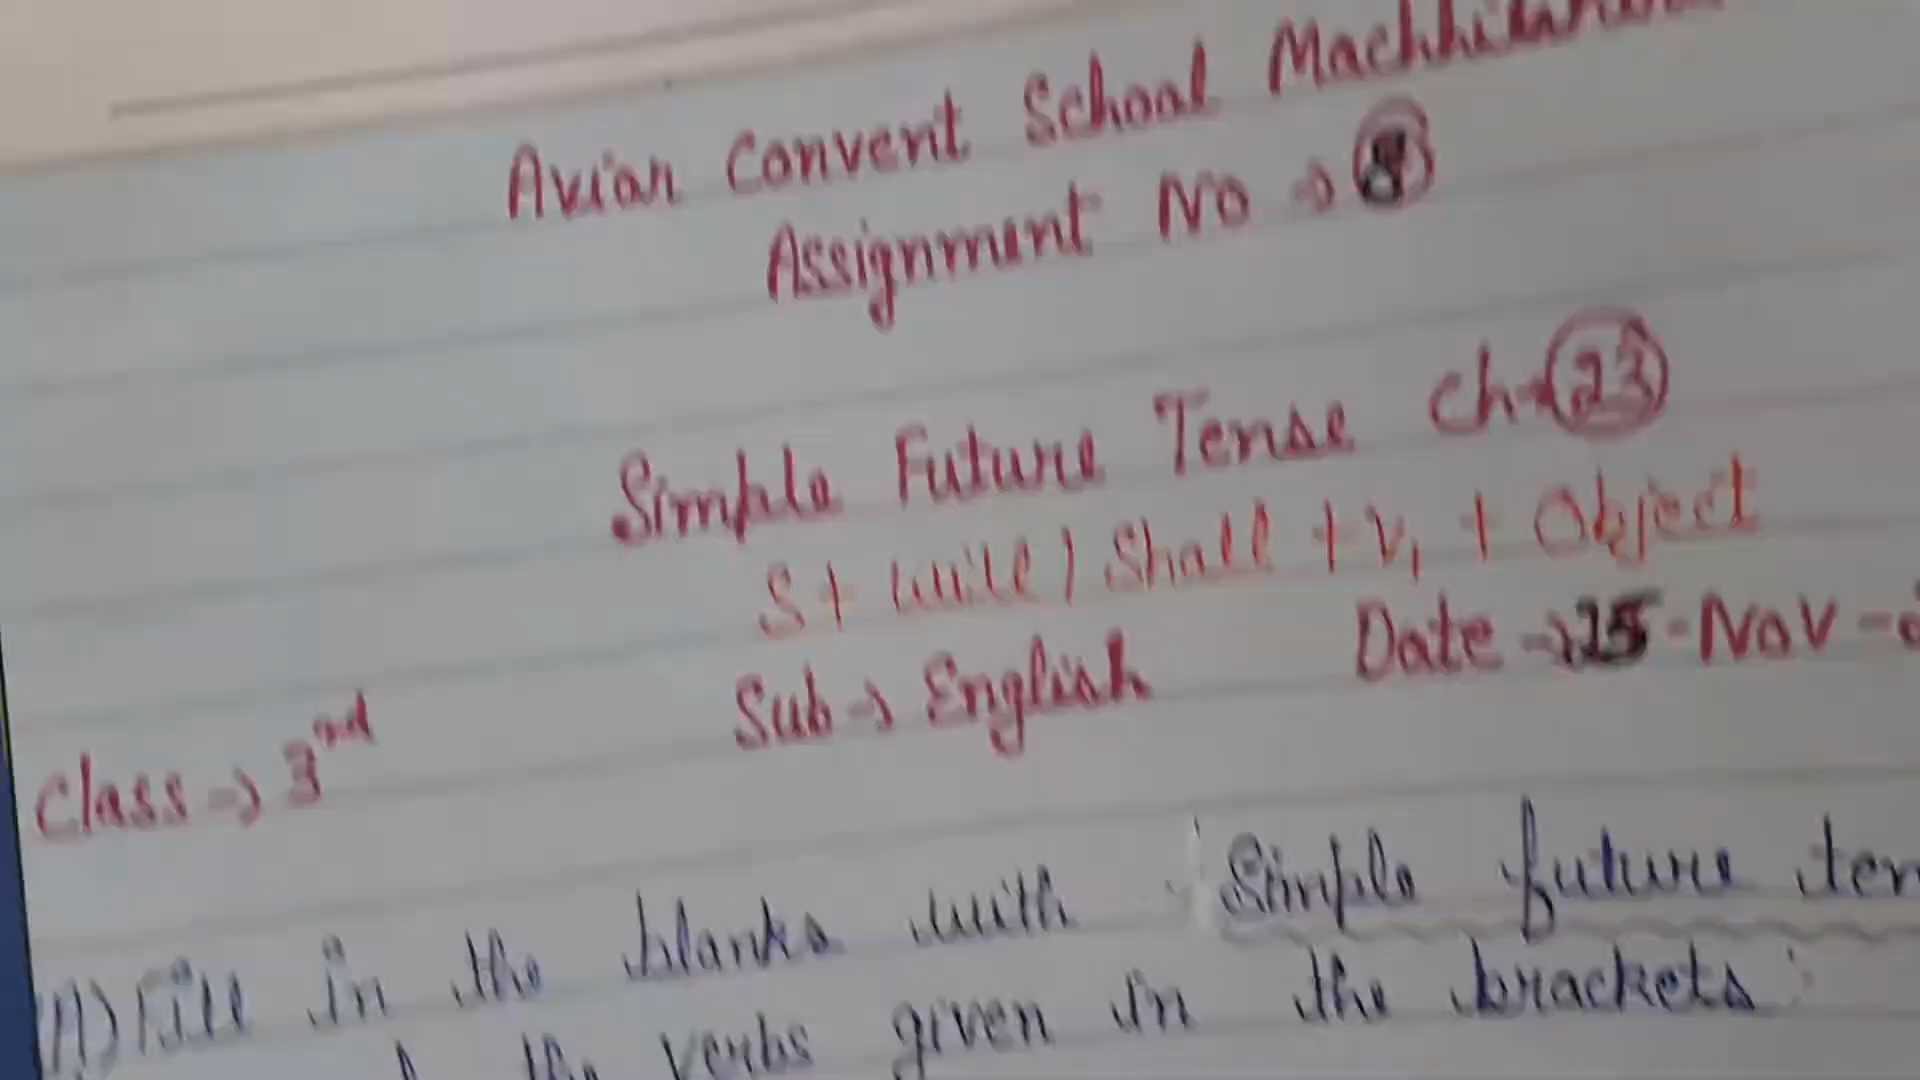 Avian Convent School
Assignment No → 8
Simple Future Tense Ch → 23
S + will / Shall + V₁ + Object
Class → 3rd Sub → English Date → 25 - Nov -
(A) Fill in the blanks with Simple future
the verbs given in the brackets: